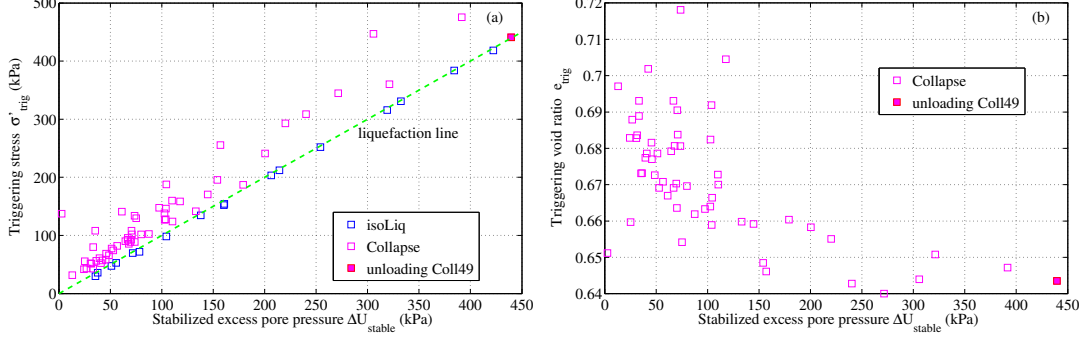 (a)
Triggering stress σ'trig (kPa)
500
400
300
200
100
0
liquefaction line
isoLiq
Collapse
unloading Coll49
0 50 100 150 200 250 300 350 400 450
Stabilized excess pore pressure ΔUstable (kPa)
(b)
Triggering void ratio etrig
0.72
0.7
0.69
0.68
0.67
0.66
0.65
0.64
Collapse
unloading Coll49
0 50 100 150 200 250 300 350 400 450
Stabilized excess pore pressure ΔUstable (kPa)